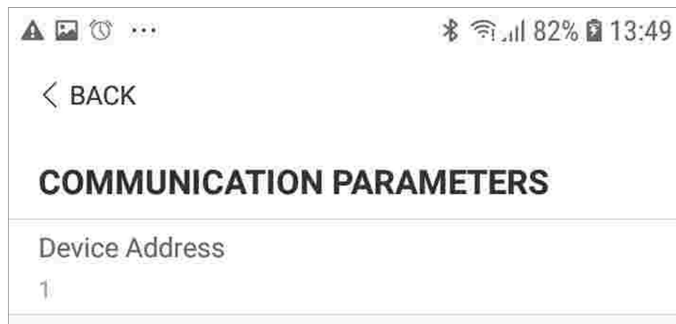 82% 13:49
BACK
COMMUNICATION PARAMETERS
Device Address
1